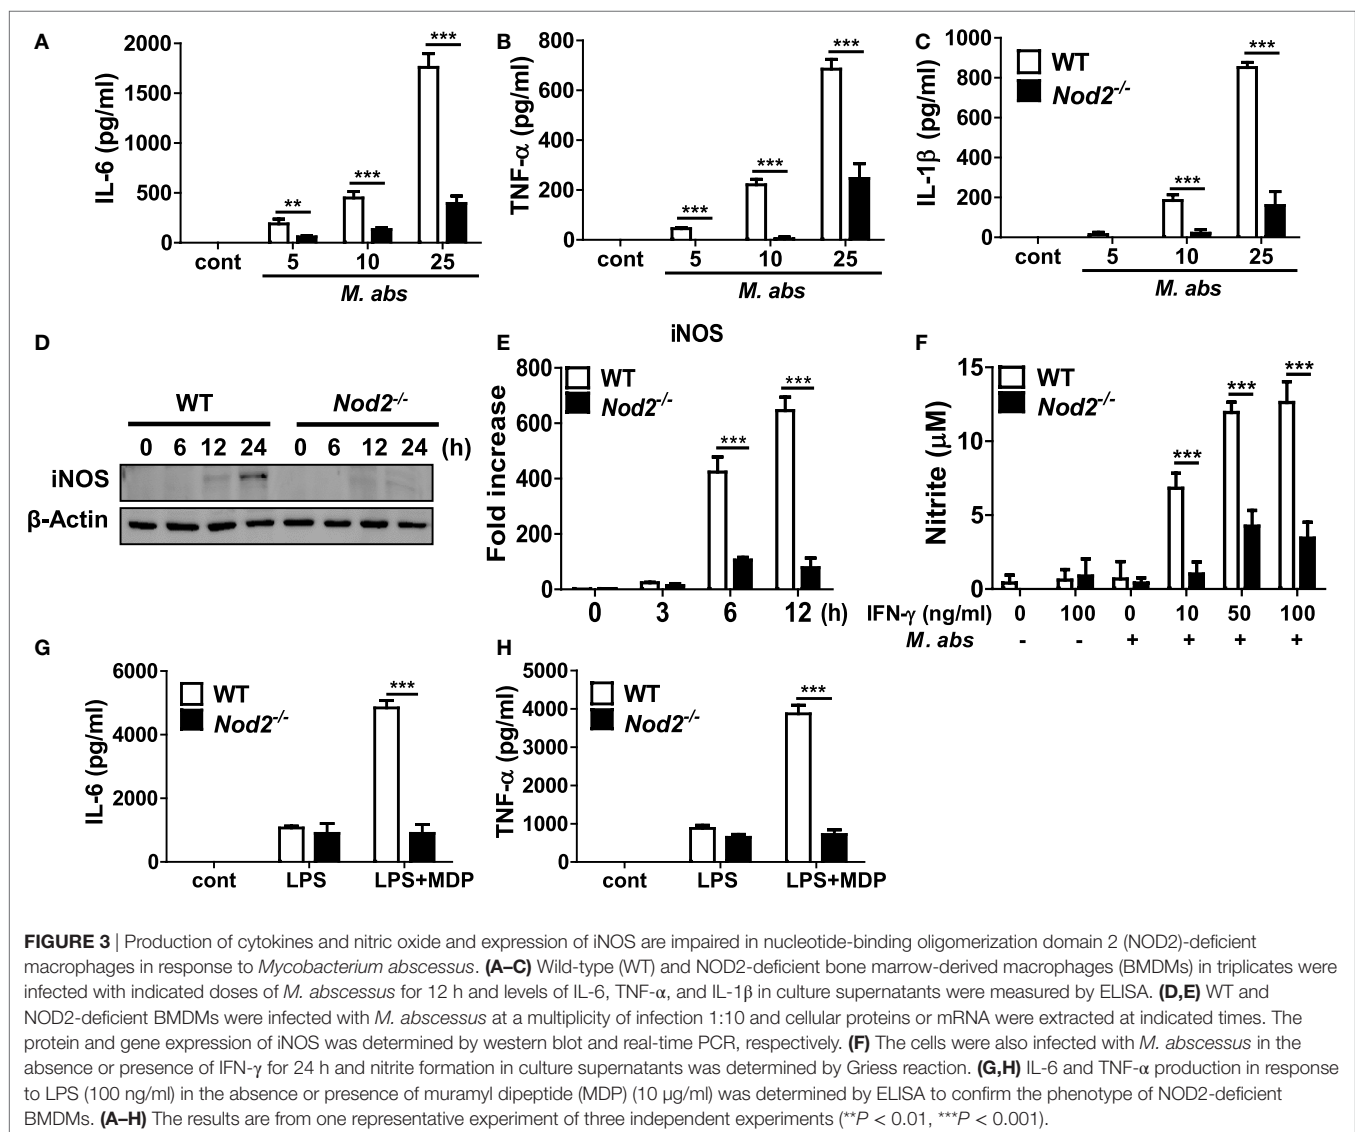 A
B
C
2000
1500
1000
500
0
IL-6 (pg/ml)
**
***
***
cont
5
10
25
M. abs
800
600
400
200
0
TNF-α (pg/ml)
***
***
***
cont
5
10
25
M. abs
1000
800
600
400
200
0
IL-1β (pg/ml)
WT
Nod2-/-
***
***
cont
5
10
25
M. abs
D
WT
Nod2-/-
0 6 12 24 0 6 12 24 (h)
iNOS
β-Actin
E
iNOS
800
600
400
200
0
Fold increase
WT
Nod2-/-
***
***
0 3 6 12 (h)
F
15
10
5
0
Nitrite (μM)
WT
Nod2-/-
***
***
***
IFN-γ (ng/ml) 0 100 0 10 50 100
M. abs - - + + + +
G
6000
4000
2000
0
IL-6 (pg/ml)
WT
Nod2-/-
***
cont LPS LPS+MDP
H
5000
4000
3000
2000
1000
0
TNF-α (pg/ml)
WT
Nod2-/-
***
cont LPS LPS+MDP
FIGURE 3 | Production of cytokines and nitric oxide and expression of iNOS are impaired in nucleotide-binding oligomerization domain 2 (NOD2)-deficient
macrophages in response to Mycobacterium abscessus. (A–C) Wild-type (WT) and NOD2-deficient bone marrow-derived macrophages (BMDMs) in triplicates were
infected with indicated doses of M. abscessus for 12 h and levels of IL-6, TNF-α, and IL-1β in culture supernatants were measured by ELISA. (D,E) WT and
NOD2-deficient BMDMs were infected with M. abscessus at a multiplicity of infection 1:10 and cellular proteins or mRNA were extracted at indicated times. The
protein and gene expression of iNOS was determined by western blot and real-time PCR, respectively. (F) The cells were also infected with M. abscessus in the
absence or presence of IFN-γ for 24 h and nitrite formation in culture supernatants was determined by Griess reaction. (G,H) IL-6 and TNF-α production in response
to LPS (100 ng/ml) in the absence or presence of muramyl dipeptide (MDP) (10 μg/ml) was determined by ELISA to confirm the phenotype of NOD2-deficient
BMDMs. (A–H) The results are from one representative experiment of three independent experiments (**P < 0.01, ***P < 0.001).